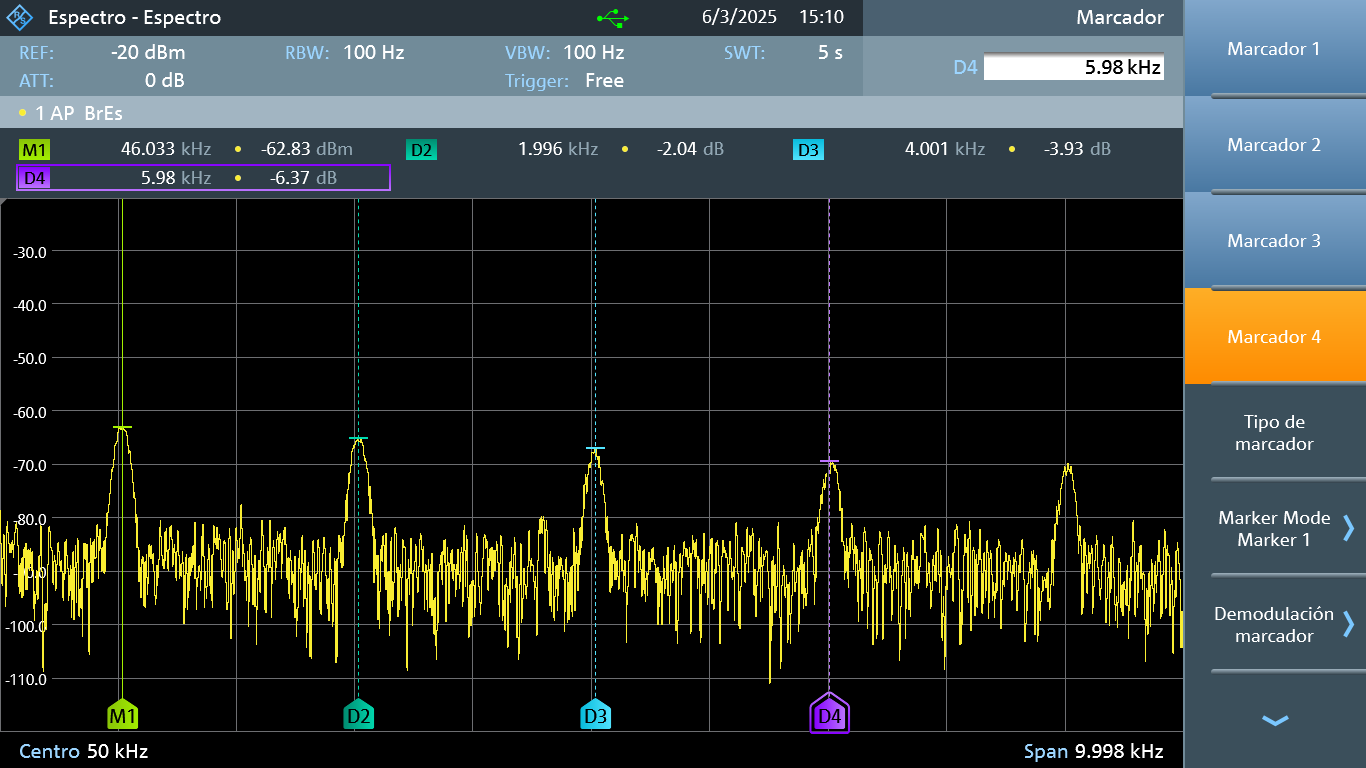 Espectro - Espectro 6/3/2025 15:10 Marcador
REF: -20 dBm RBW: 100 Hz VBW: 100 Hz SWT: 5 s
ATT: 0 dB Trigger: Free
D4 5.98 kHz
1 AP BrEs
M1 46.033 kHz -62.83 dBm D2 1.996 kHz -2.04 dB D3 4.001 kHz -3.93 dB
D4 5.98 kHz -6.37 dB
-30.0
-40.0
-50.0
-60.0
-70.0
-80.0
-90.0
-100.0
-110.0
M1 D2 D3 D4
Centro 50 kHz Span 9.998 kHz
Marcador 1
Marcador 2
Marcador 3
Marcador 4
Tipo de
marcador
Marker Mode
Marker 1
Demodulación
marcador